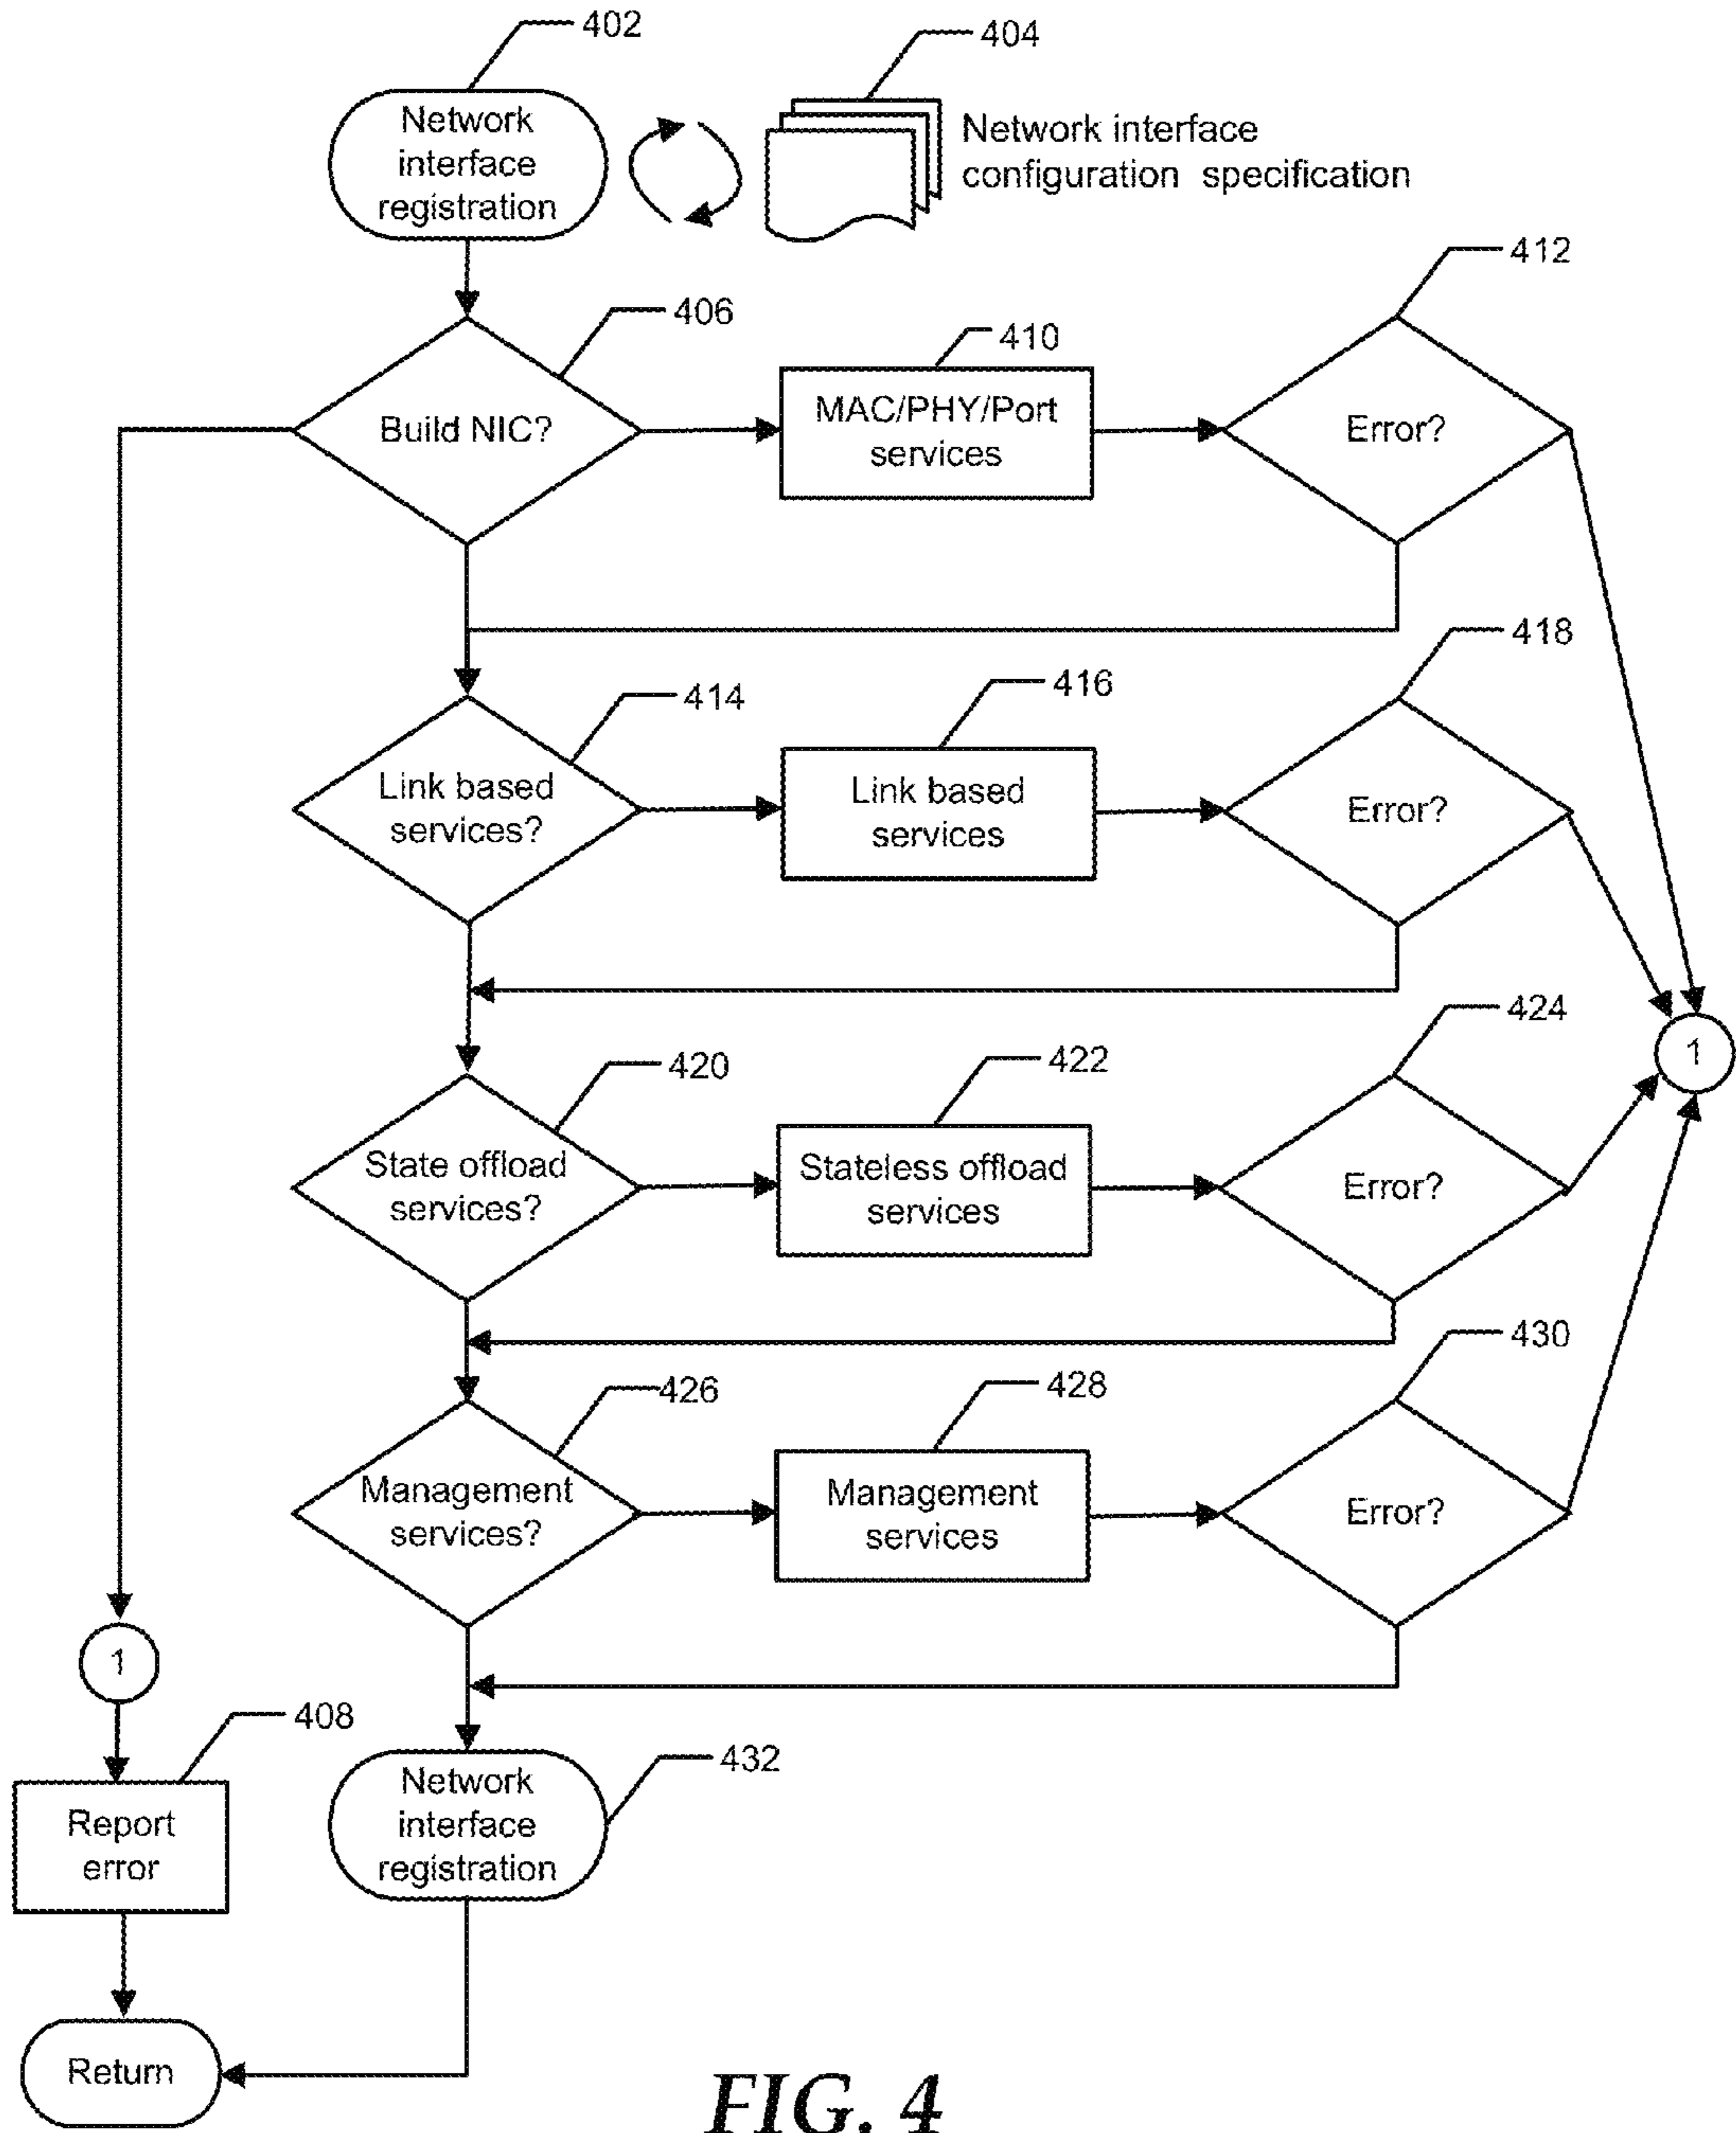 402
404
Network
interface
registration
Network interface
configuration specification
412
406
410
Build NIC?
MAC/PHY/Port
services
Error?
418
414
416
Link based
services?
Link based
services
Error?
424
420
422
1
State offload
services?
Stateless offload
services
Error?
430
426
428
Management
services?
Management
services
Error?
1
408
432
Report
error
Network
interface
registration
Return
FIG. 4